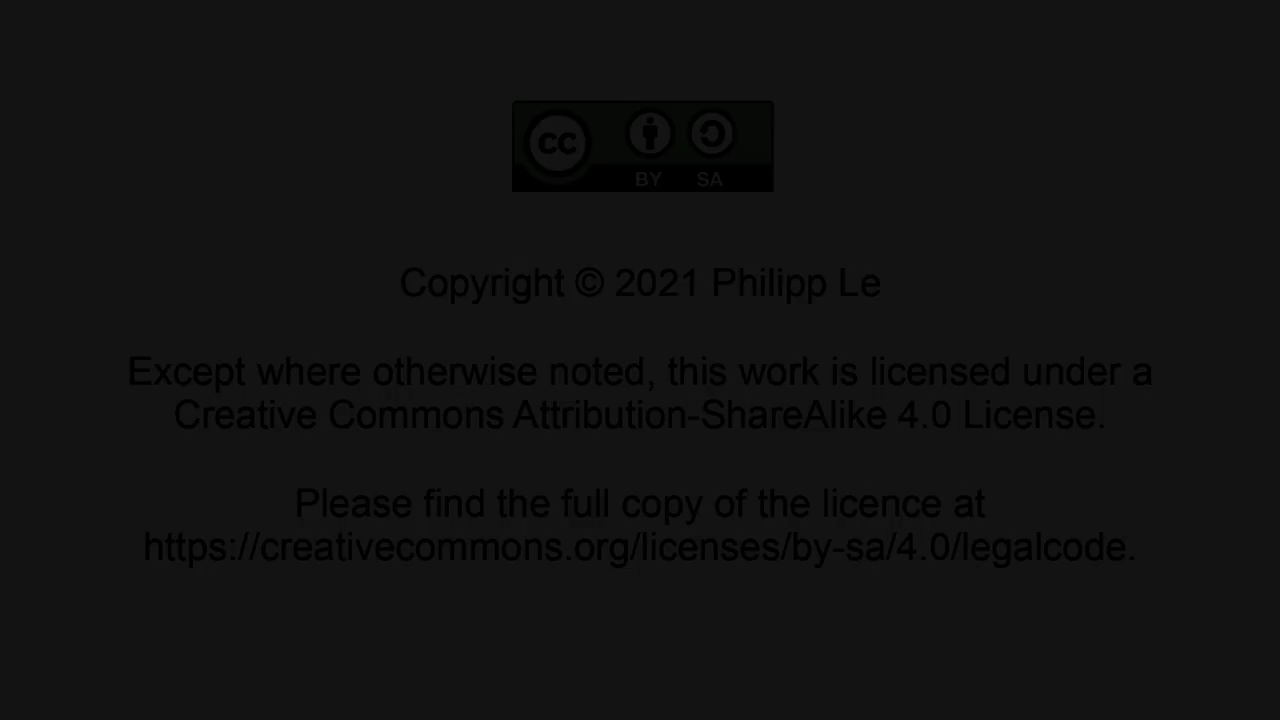 CC
BY SA
Copyright © 2021 Philipp Le
Except where otherwise noted, this work is licensed under a
Creative Commons Attribution-ShareAlike 4.0 License.
Please find the full copy of the licence at
https://creativecommons.org/licenses/by-sa/4.0/legalcode.